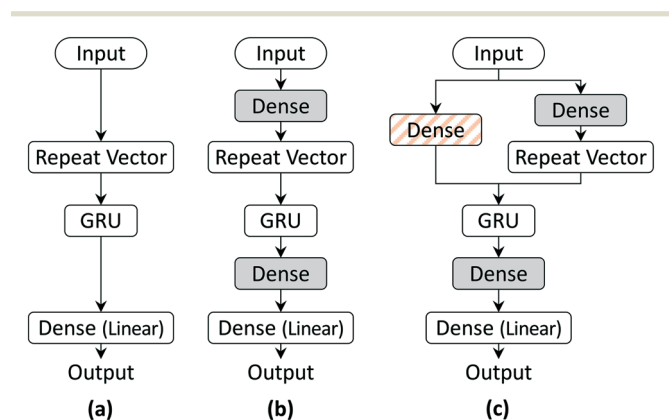 Input
Repeat Vector
GRU
Dense (Linear)
Output
(a)
Input
Dense
Repeat Vector
GRU
Dense
Dense (Linear)
Output
(b)
Input
Dense
Dense
Repeat Vector
GRU
Dense
Dense (Linear)
Output
(c)